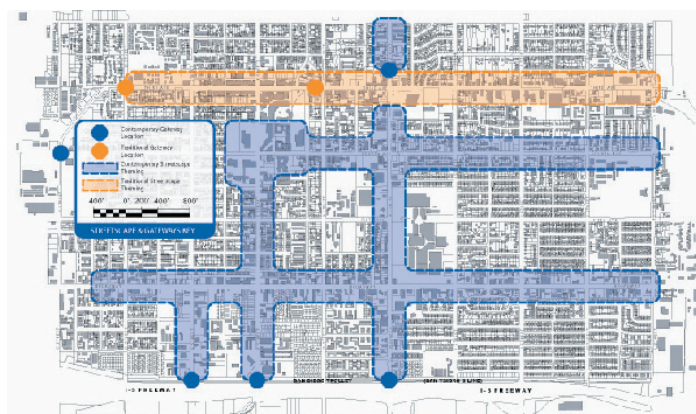 Contemporary Gateway
Location
Traditional Gateway
Location
Contemporary Streetscape
Theming
Traditional Streetscape
Theming
400' 0' 200' 400' 800'
STREETSCAPE & GATEWAYS KEY
I-5 FREEWAY
SAN DIEGO TROLLEY
I-5 FREEWAY